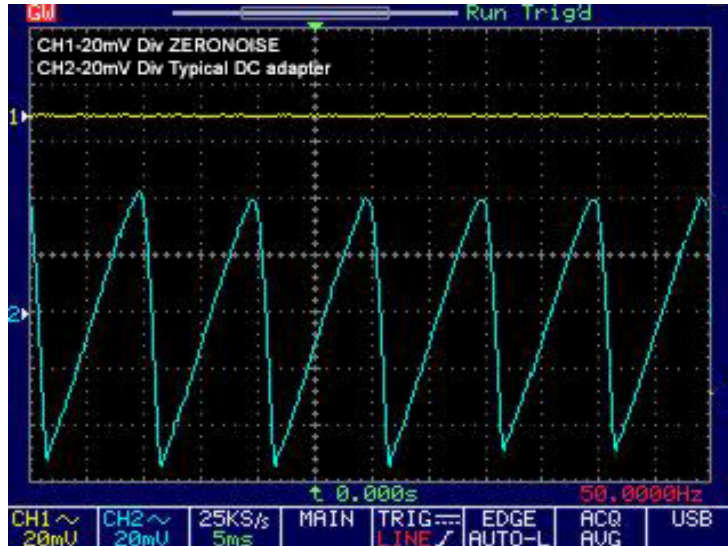 GW Run Trig'd
CH1-20mV Div ZERONOISE
CH2-20mV Div Typical DC adapter
1
2
0.000s 50.0000Hz
CH1 CH2 25KS/s MAIN TRIG EDGE ACQ USB
20mV 20mV 5ms LINE AUTO-L AVG